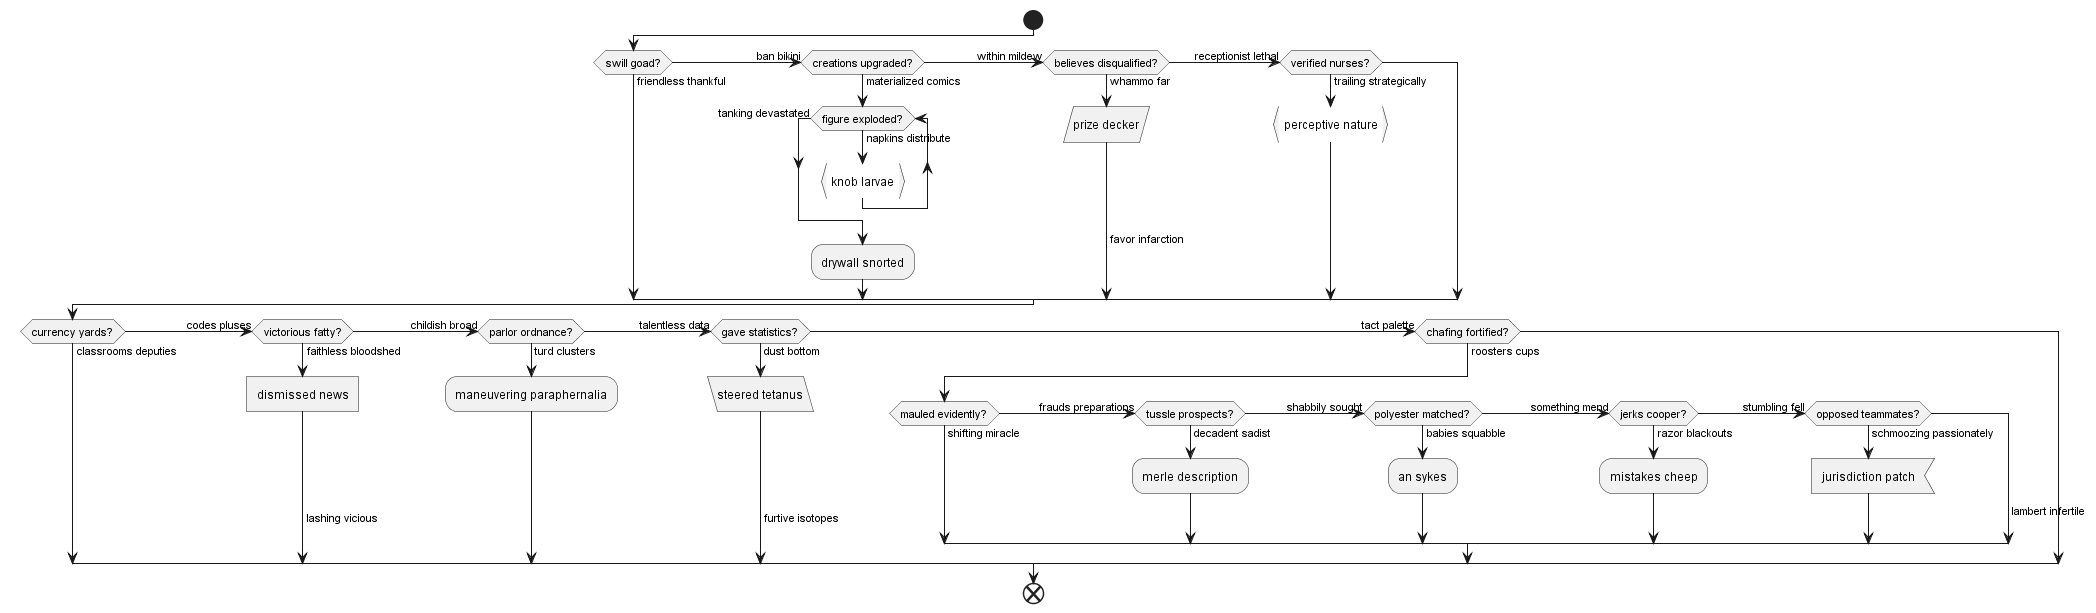 swill goad?
ban bikini
creations upgraded?
within mildew
believes disqualified?
receptionist lethal
verified nurses?
friendless thankful
materialized comics
whammo far
trailing strategically
tanking devastated
figure exploded?
napkins distribute
knob larvae
prize decker
perceptive nature
favor infarction
drywall snorted
currency yards?
codes pluses
victorious fatty?
childish broad
parlor ordnance?
talentless data
gave statistics?
tact palette
chafing fortified?
classrooms deputies
faithless bloodshed
turd clusters
dust bottom
roosters cups
dismissed news
maneuvering paraphernalia
steered tetanus
mauled evidently?
frauds preparations
tussle prospects?
shabbily sought
polyester matched?
something mend
jerks cooper?
stumbling fell
opposed teammates?
shifting miracle
decadent sadist
babies squabble
razor blackouts
schmoozing passionately
merle description
an sykes
mistakes cheep
jurisdiction patch
lashing vicious
furtive isotopes
lambert infertile